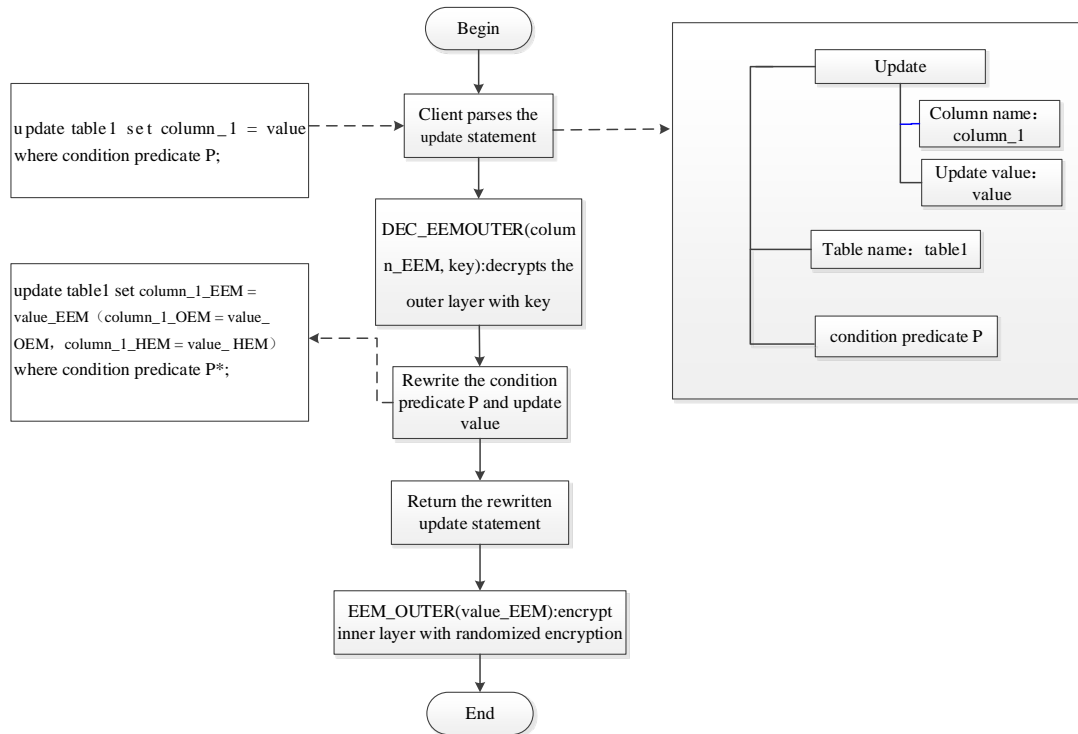 Begin
update table1 set column_1 = value
where condition predicate P;
Client parses the
update statement
Update
Column name：
column_1
Update value：
value
Table name：table1
condition predicate P
DEC_EEMOUTER(colum
n_EEM, key):decrypts the
outer layer with key
update table1 set column_1_EEM =
value_EEM（column_1_OEM = value_
OEM，column_1_HEM = value_ HEM）
where condition predicate P*;
Rewrite the condition
predicate P and update
value
Return the rewritten
update statement
EEM_OUTER(value_EEM):encrypt
inner layer with randomized encryption
End